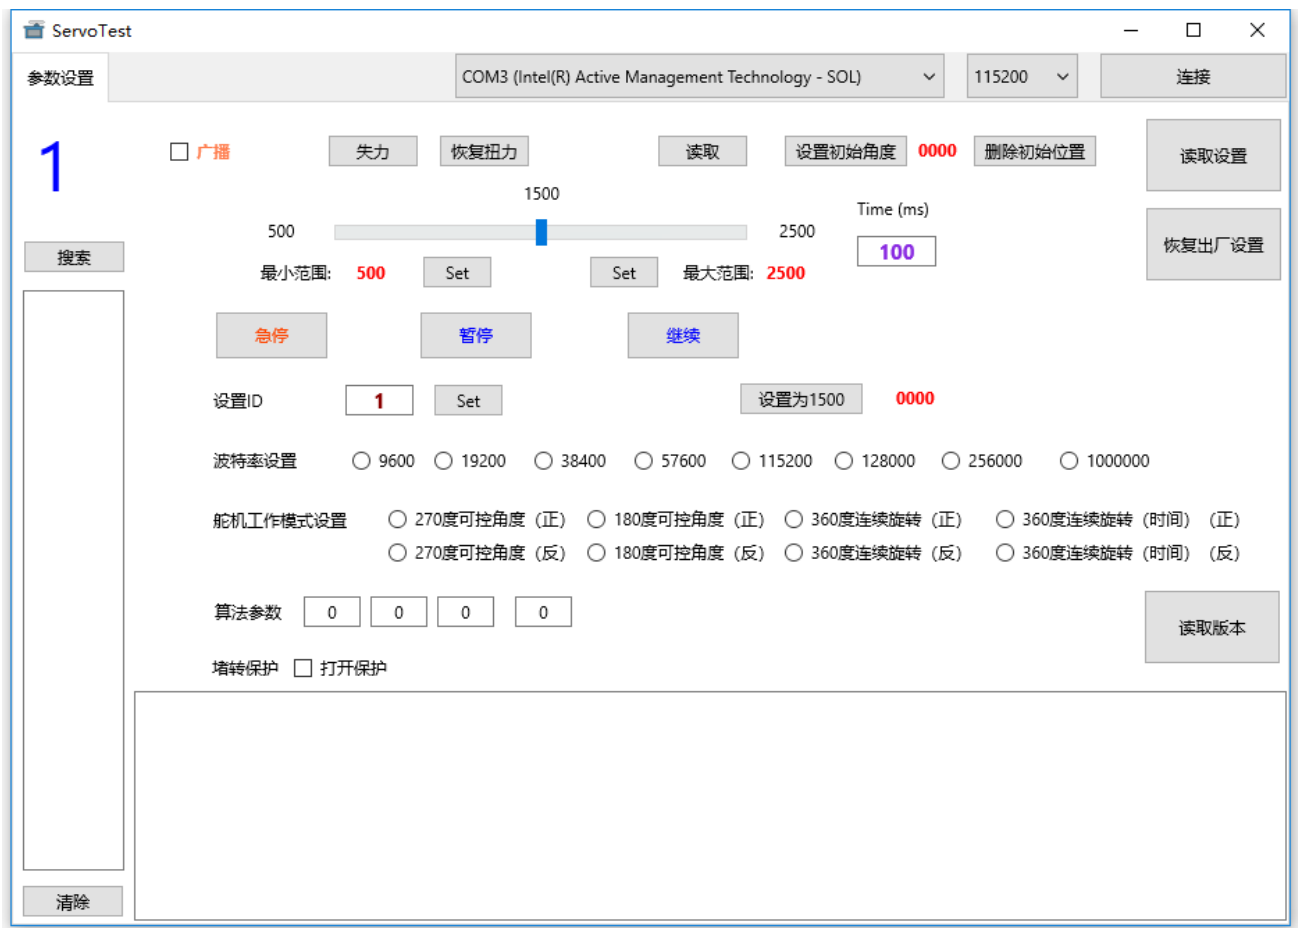 ServoTest
参数设置 COM3 (Intel(R) Active Management Technology - SOL) 115200 连接
1 广播 失力 恢复扭力 读取 设置初始角度 0000 删除初始位置 读取设置
1500
Time (ms)
500 2500
100 恢复出厂设置
搜索 最小范围: 500 Set Set 最大范围: 2500
急停 暂停 继续
设置ID 1 Set 设置为1500 0000
波特率设置 9600 19200 38400 57600 115200 128000 256000 1000000
舵机工作模式设置 270度可控角度（正） 180度可控角度（正） 360度连续旋转（正） 360度连续旋转（时间）（正）
270度可控角度（反） 180度可控角度（反） 360度连续旋转（反） 360度连续旋转（时间）（反）
算法参数 0 0 0 0 读取版本
堵转保护 打开保护
清除